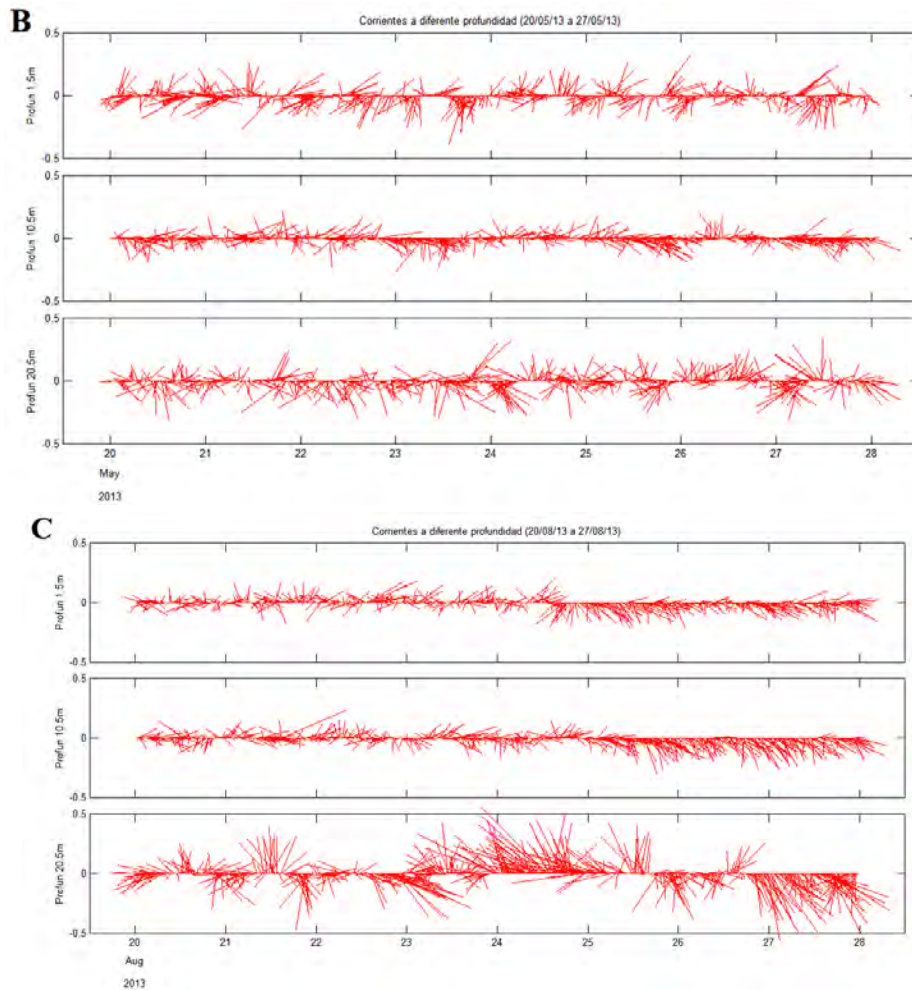 B
Corrientes a diferente profundidad (20/05/13 a 27/05/13)
0.5
Profun 1.5m
0
-0.5
0.5
Profun 10.5m
0
-0.5
0.5
Profun 20.5m
0
-0.5
20 21 22 23 24 25 26 27 28
May
2013
C
Corrientes a diferente profundidad (20/08/13 a 27/08/13)
0.5
Profun 1.5m
0
-0.5
0.5
Profun 10.5m
0
-0.5
0.5
Profun 20.5m
0
-0.5
20 21 22 23 24 25 26 27 28
Aug
2013